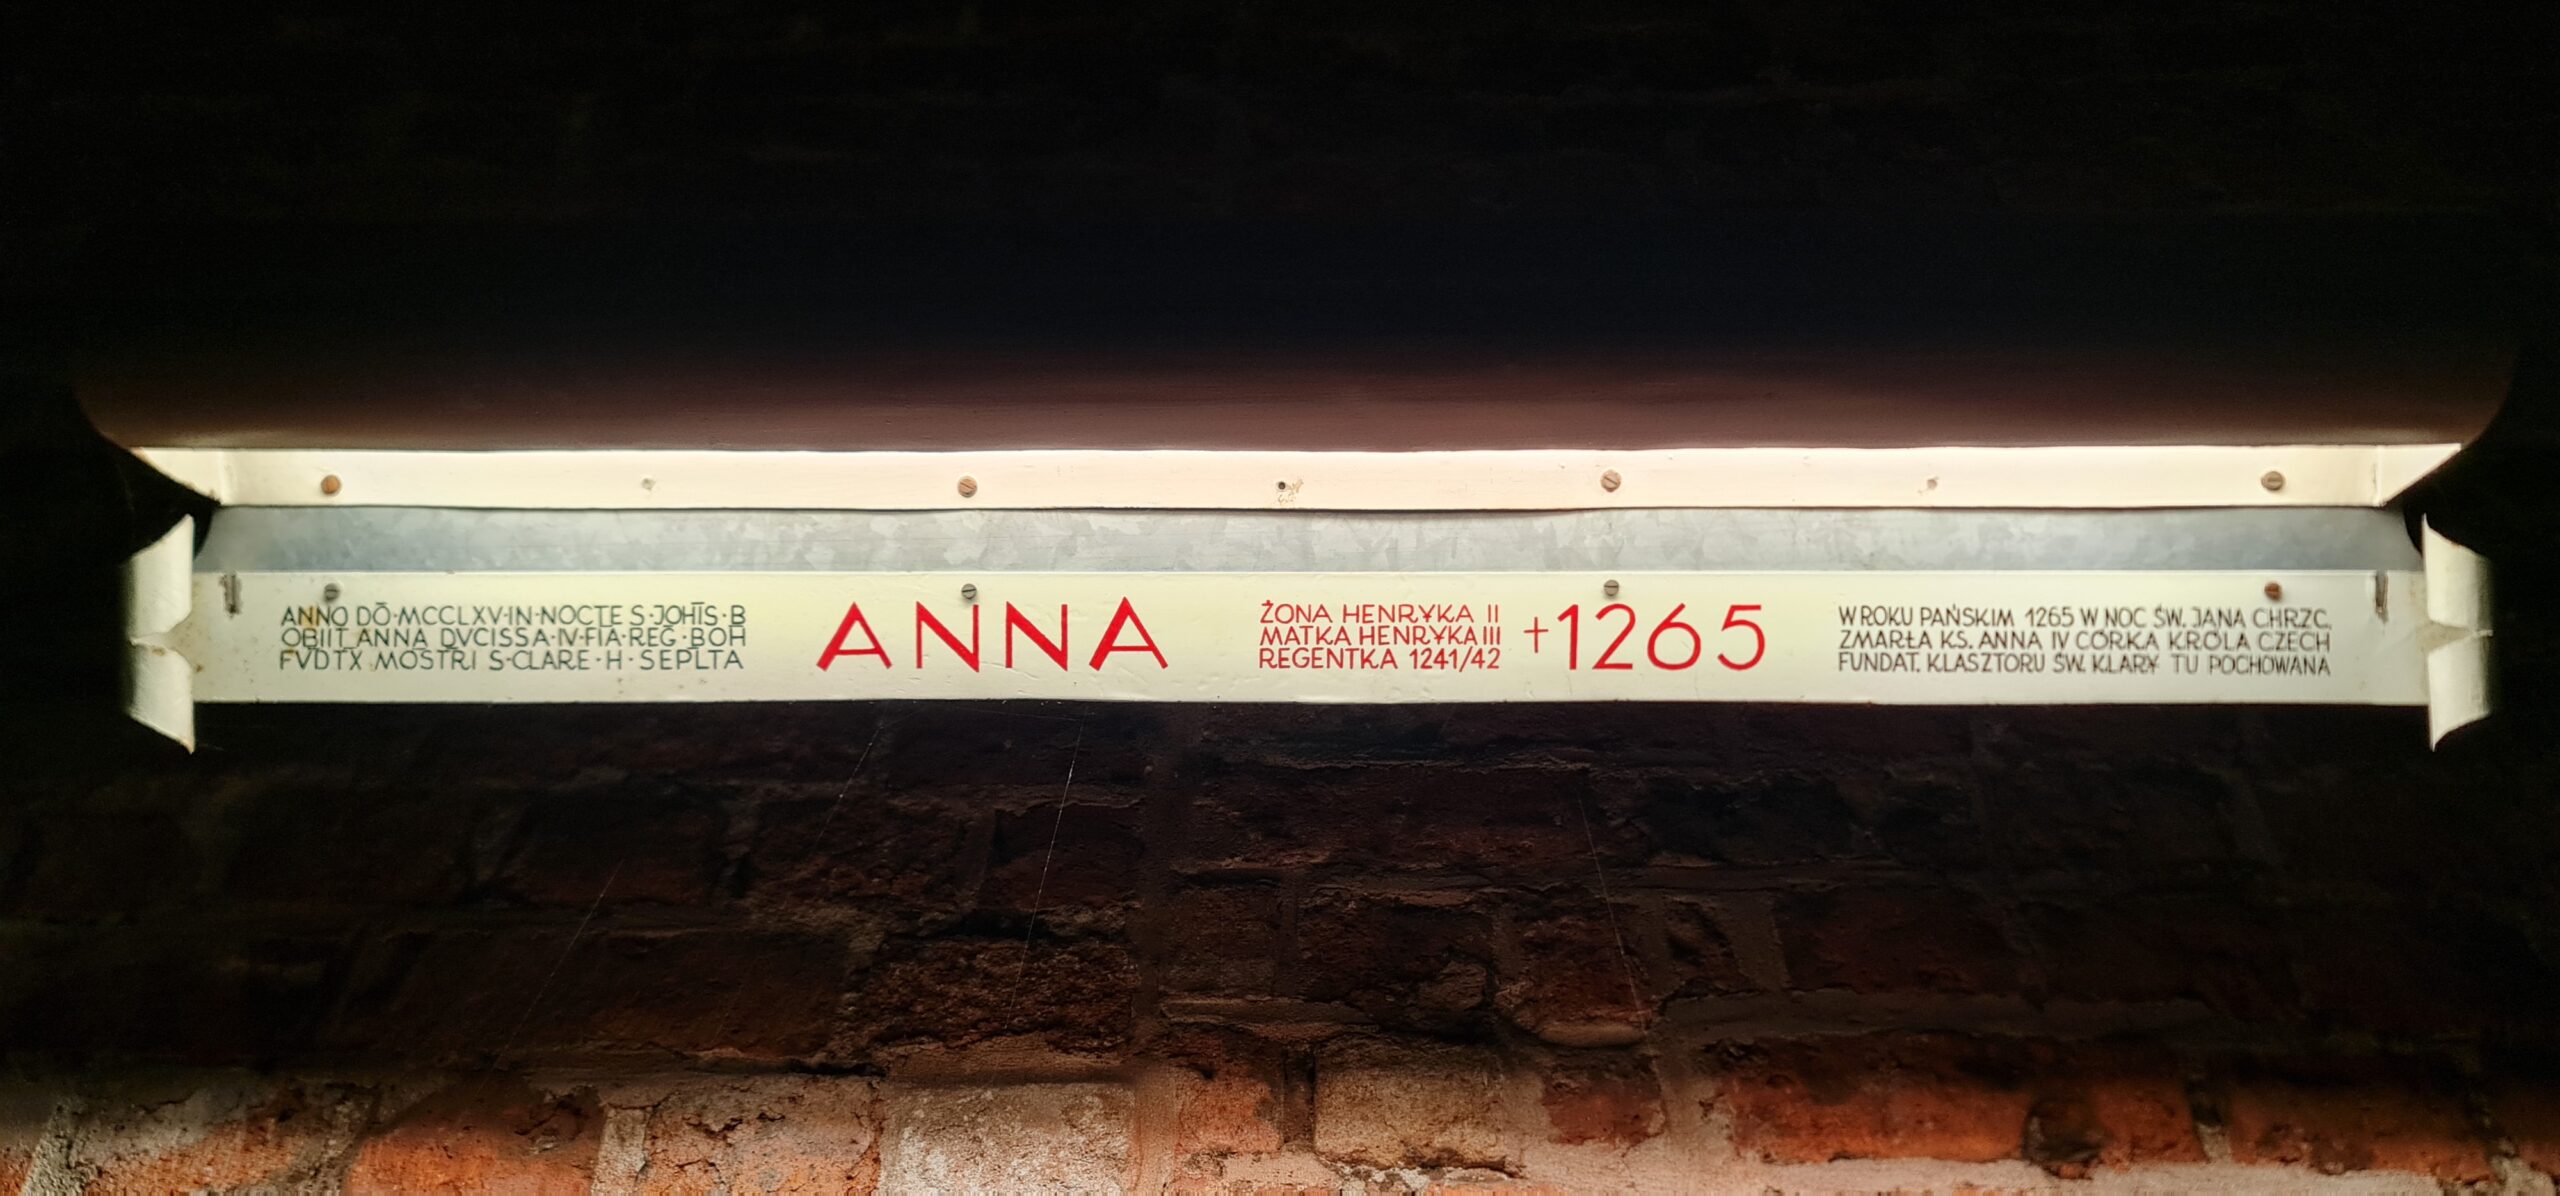 ANNO DŌ·MCCLXV·IN·NOCTE S·JOHĪS·B
OBIIT ANNA DVCISSA·IV·FIA·REG·BOH
FVDTX MOSTRI S·CLARE·H·SEPLTA
ANNA
ŻONA HENRYKA II
MATKA HENRYKA III
REGENTKA 1241/42
+1265
W ROKU PAŃSKIM 1265 W NOC ŚW. JANA CHRZC.
ZMARŁA KS. ANNA IV CÓRKA KRÓLA CZECH
FUNDAT. KLASZTORU ŚW. KLARY TU POCHOWANA